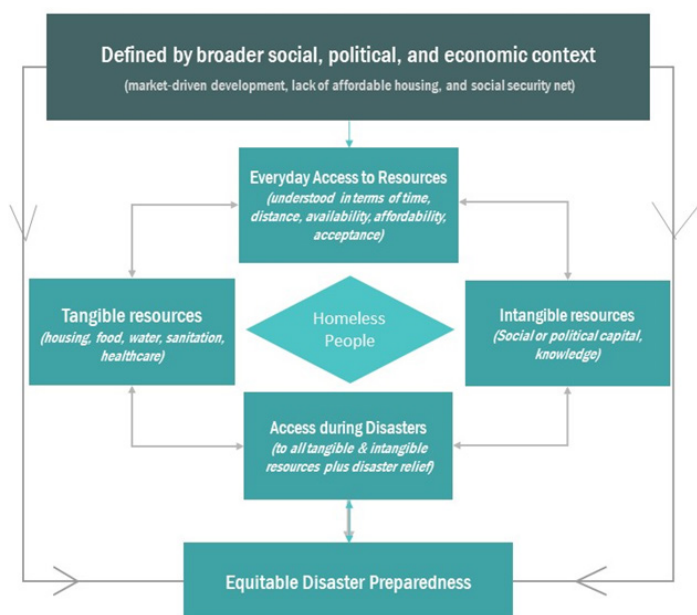 Defined by broader social, political, and economic context
(market-driven development, lack of affordable housing, and social security net)
Everyday Access to Resources
(understood in terms of time,
distance, availability, affordability,
acceptance)
Tangible resources
(housing, food, water, sanitation,
healthcare)
Homeless
People
Intangible resources
(Social or political capital,
knowledge)
Access during Disasters
(to all tangible & intangible
resources plus disaster relief)
Equitable Disaster Preparedness